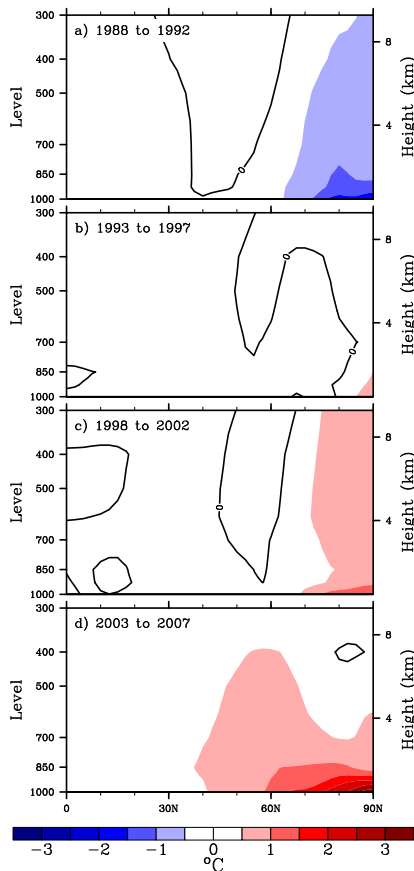 300
a) 1988 to 1992
500
700
850
1000
Level
8
4
Height (km)
0
300
b) 1993 to 1997
400
500
700
850
1000
Level
8
4
Height (km)
0
0
300
c) 1998 to 2002
400
500
700
850
1000
Level
8
4
Height (km)
0
300
d) 2003 to 2007
400
500
700
850
1000
Level
8
4
Height (km)
0 30N 60N 90N
−3 −2 −1 0 1 2 3
°C